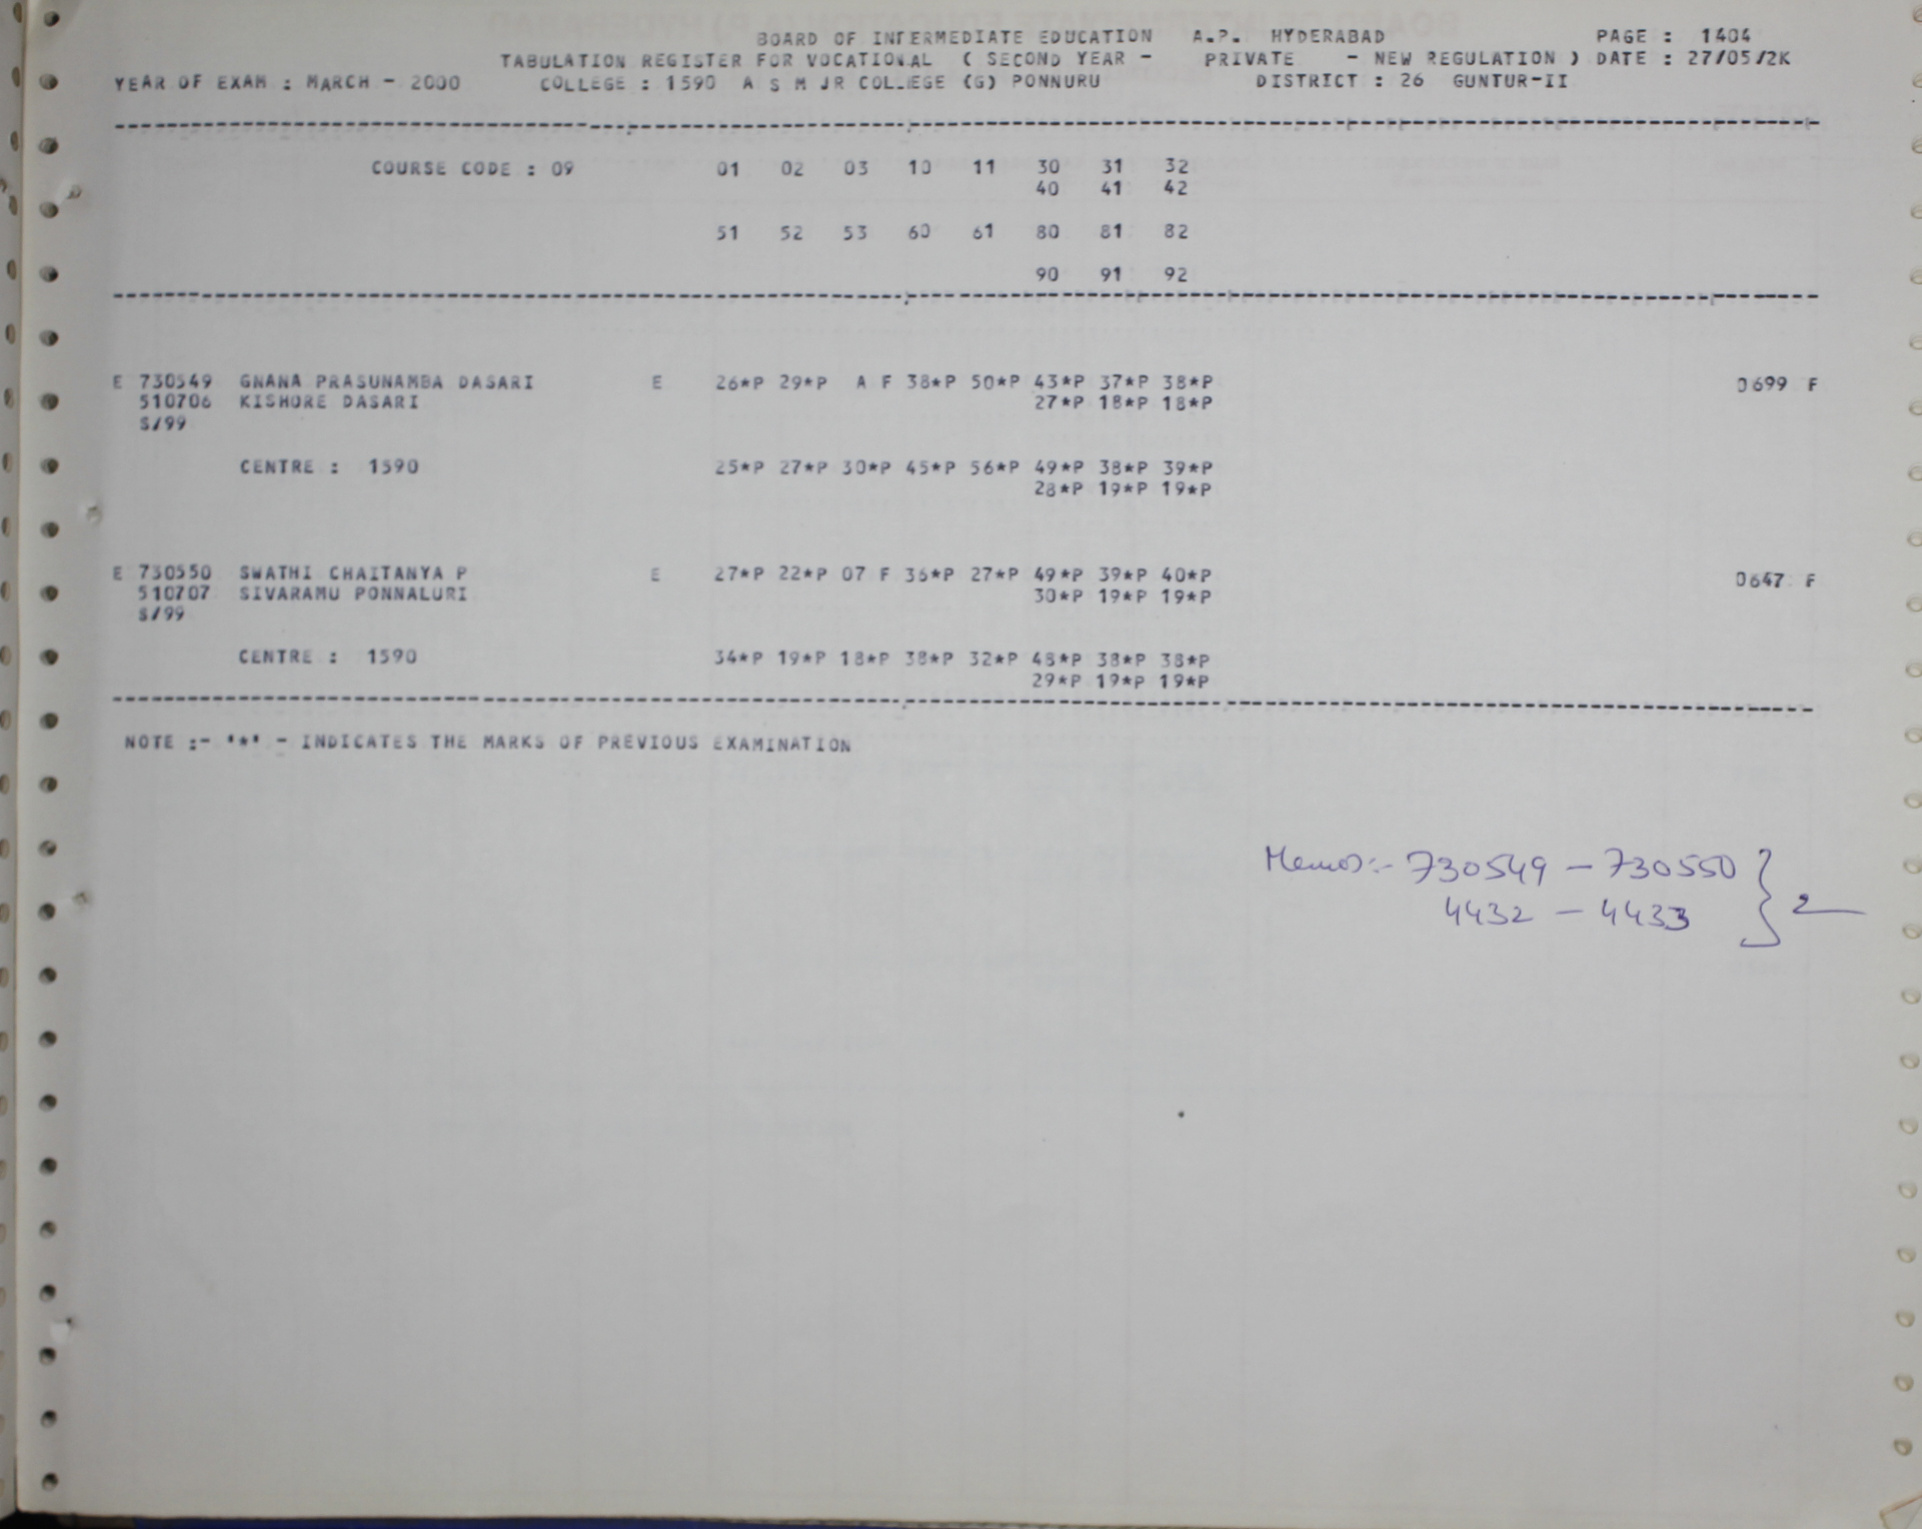 BOARD OF INTERMEDIATE EDUCATION A.P. HYDERABAD PAGE : 1404
TABULATION REGISTER FOR VOCATIONAL ( SECOND YEAR - PRIVATE - NEW REGULATION ) DATE : 27/05/2K
YEAR OF EXAM : MARCH - 2000 COLLEGE : 1590 A S M JR COLLEGE (G) PONNURU DISTRICT : 26 GUNTUR-II
COURSE CODE : 09 01 02 03 10 11 30 31 32
40 41 42
51 52 53 60 61 80 81 82
90 91 92
E 730549 GNANA PRASUNAMBA DASARI E 26*P 29*P A F 38*P 50*P 43*P 37*P 38*P 0699 F
510706 KISHORE DASARI 27*P 18*P 18*P
S/99
CENTRE : 1590 25*P 27*P 30*P 45*P 56*P 49*P 38*P 39*P
28*P 19*P 19*P
E 730550 SWATHI CHAITANYA P E 27*P 22*P 07 F 36*P 27*P 49*P 39*P 40*P 0647 F
510707 SIVARAMU PONNALURI 30*P 19*P 19*P
S/99
CENTRE : 1590 34*P 19*P 18*P 38*P 32*P 48*P 38*P 38*P
29*P 19*P 19*P
NOTE :- '*' - INDICATES THE MARKS OF PREVIOUS EXAMINATION
Memos:- 730549 - 730550
4432 - 4433 } 2